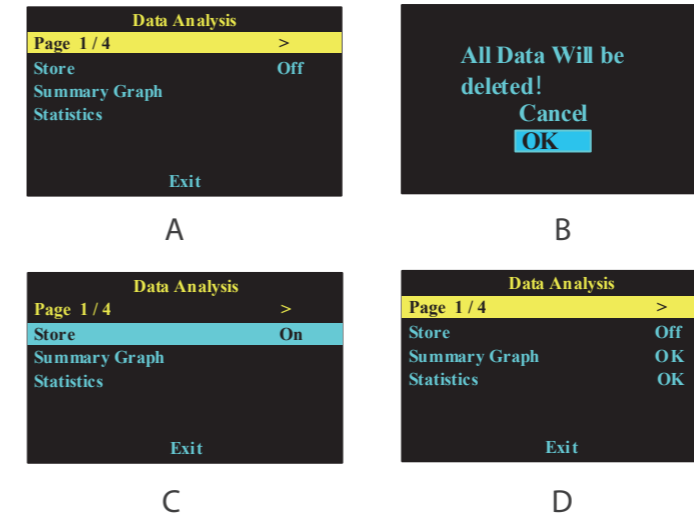 Data Analysis
Page 1 / 4 >
Store Off
Summary Graph
Statistics
Exit
A
All Data Will be
deleted!
Cancel
OK
B
Data Analysis
Page 1 / 4 >
Store On
Summary Graph
Statistics
Exit
C
Data Analysis
Page 1 / 4 >
Store Off
Summary Graph OK
Statistics OK
Exit
D